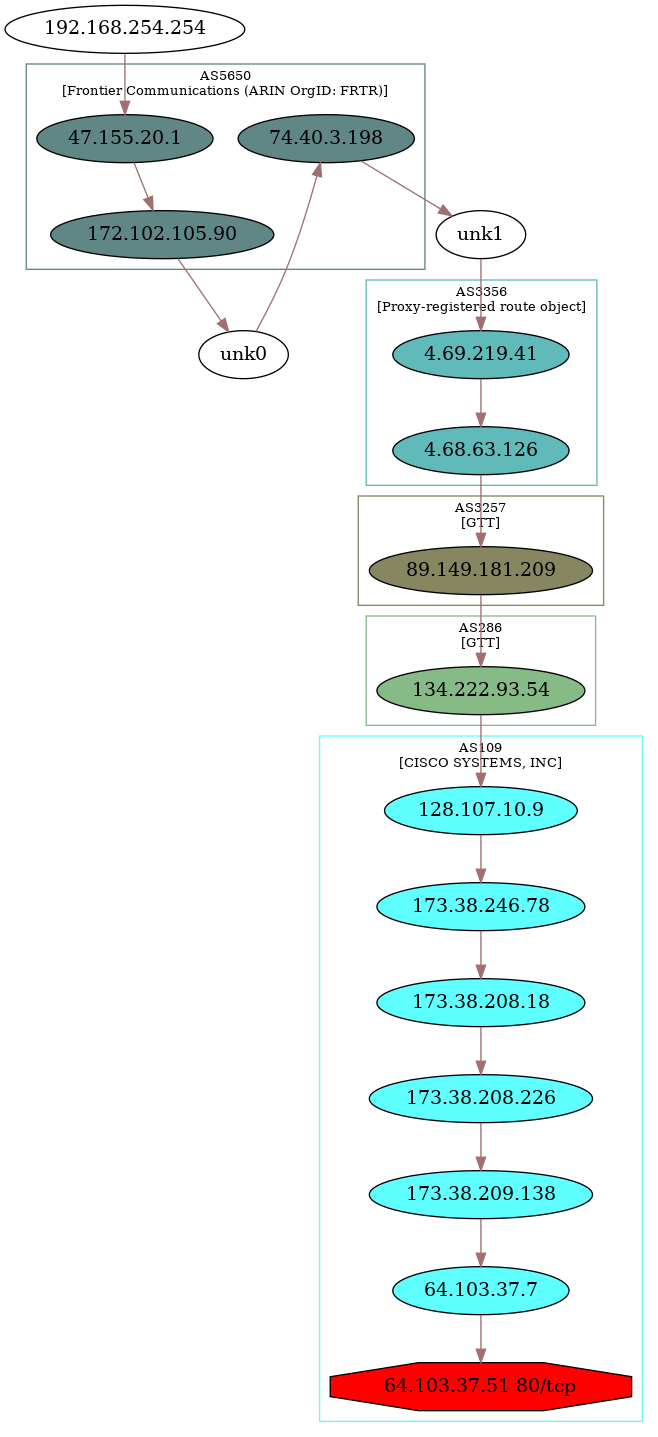 192.168.254.254
AS5650
[Frontier Communications (ARIN OrgID: FRTR)]
47.155.20.1
74.40.3.198
172.102.105.90
unk1
unk0
AS3356
[Proxy-registered route object]
4.69.219.41
4.68.63.126
AS3257
[GTT]
89.149.181.209
AS286
[GTT]
134.222.93.54
AS109
[CISCO SYSTEMS, INC]
128.107.10.9
173.38.246.78
173.38.208.18
173.38.208.226
173.38.209.138
64.103.37.7
64.103.37.51 80/tcp